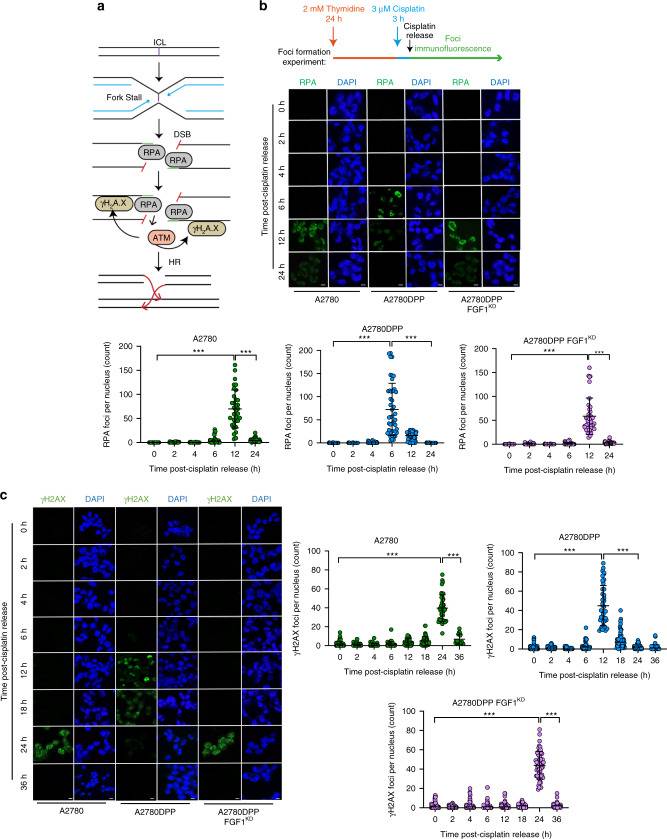 a
ICL
Fork Stall
DSB
RPA
RPA
γH₂A.X
RPA
RPA
γH₂A.X
ATM
HR
b
2 mM Thymidine
24 h
3 µM Cisplatin
3 h
Cisplatin
release
Foci
immunofluorescence
Foci formation
experiment:
RPA DAPI RPA DAPI RPA DAPI
Time post-cisplatin release
0 h
2 h
4 h
6 h
12 h
24 h
A2780 A2780DPP A2780DPP
FGF1ᴷᴰ
A2780
RPA foci per nucleus (count)
200
150
100
50
0
*** ***
0 2 4 6 12 24
Time post-cisplatin release (h)
A2780DPP
RPA foci per nucleus (count)
200
150
100
50
0
*** ***
0 2 4 6 12 24
Time post-cisplatin release (h)
A2780DPP FGF1ᴷᴰ
RPA foci per nucleus (count)
200
150
100
50
0
*** ***
0 2 4 6 12 24
Time post-cisplatin release (h)
c
γH2AX DAPI γH2AX DAPI γH2AX DAPI
Time post-cisplatin release
0 h
2 h
4 h
6 h
12 h
18 h
24 h
36 h
A2780 A2780DPP A2780DPP
FGF1ᴷᴰ
A2780
γH2AX foci per nucleus (count)
100
80
60
40
20
0
*** ***
0 2 4 6 12 18 24 36
Time post-cisplatin release (h)
A2780DPP
γH2AX foci per nucleus (count)
100
80
60
40
20
0
*** ***
0 2 4 6 12 18 24 36
Time post-cisplatin release (h)
A2780DPP FGF1ᴷᴰ
γH2AX foci per nucleus (count)
100
80
60
40
20
0
*** ***
0 2 4 6 12 18 24 36
Time post-cisplatin release (h)